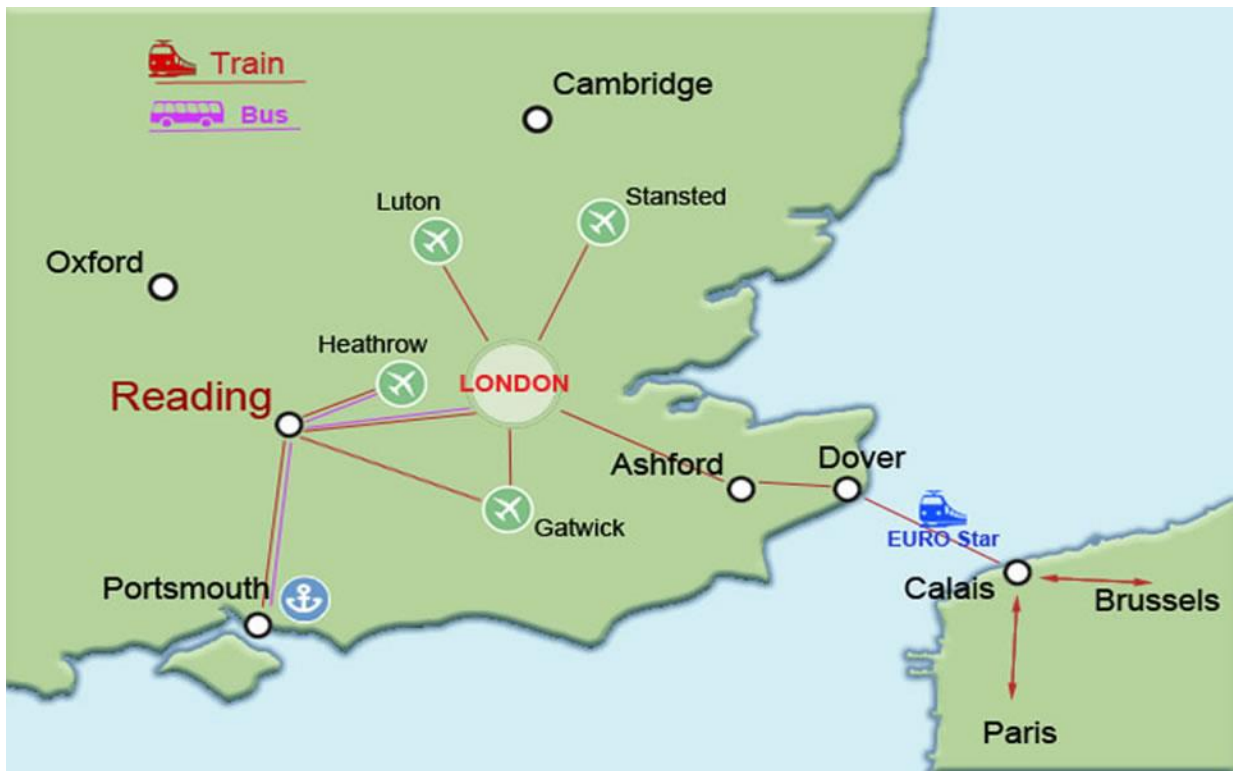 Train
Bus
Cambridge
Luton
Stansted
Oxford
Heathrow
Reading
LONDON
Ashford
Dover
Gatwick
EURO Star
Portsmouth
Calais
Brussels
Paris